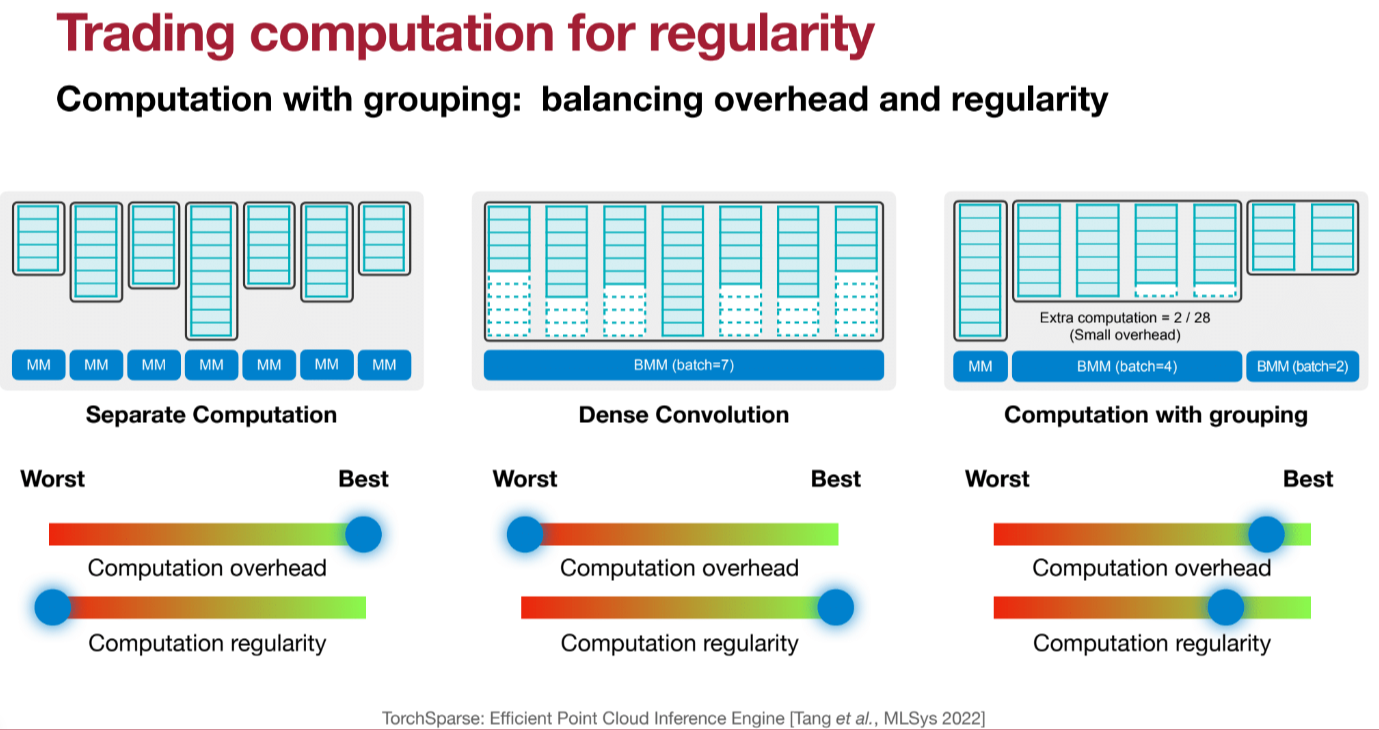 Trading computation for regularity
Computation with grouping:  balancing overhead and regularity
MM MM MM MM MM MM MM
Separate Computation
BMM (batch=7)
Dense Convolution
Extra computation = 2 / 28
(Small overhead)
MM BMM (batch=4) BMM (batch=2)
Computation with grouping
Worst Best
Computation overhead
Computation regularity
Worst Best
Computation overhead
Computation regularity
Worst Best
Computation overhead
Computation regularity
TorchSparse: Efficient Point Cloud Inference Engine [Tang et al., MLSys 2022]